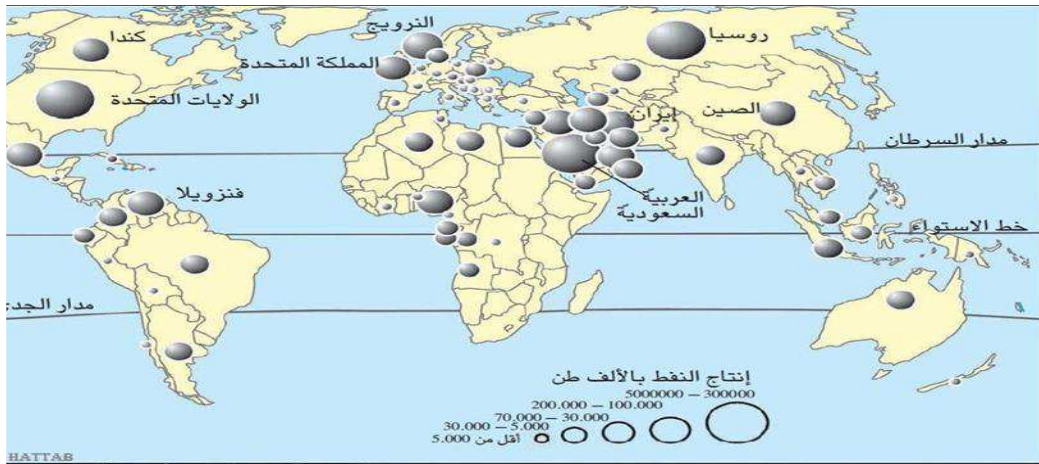 النرويج
كندا
روسيا
المملكة المتحدة
الولايات المتحدة
إيران
الصين
مدار السرطان
العربية
السعودية
فنزويلا
خط الاستواء
مدار الجدي
إنتاج النفط بالألف طن
5000000 – 300000
200.000 – 100.000
70.000 – 30.000
30.000 – 5.000
أقل من 5.000
HATTAB